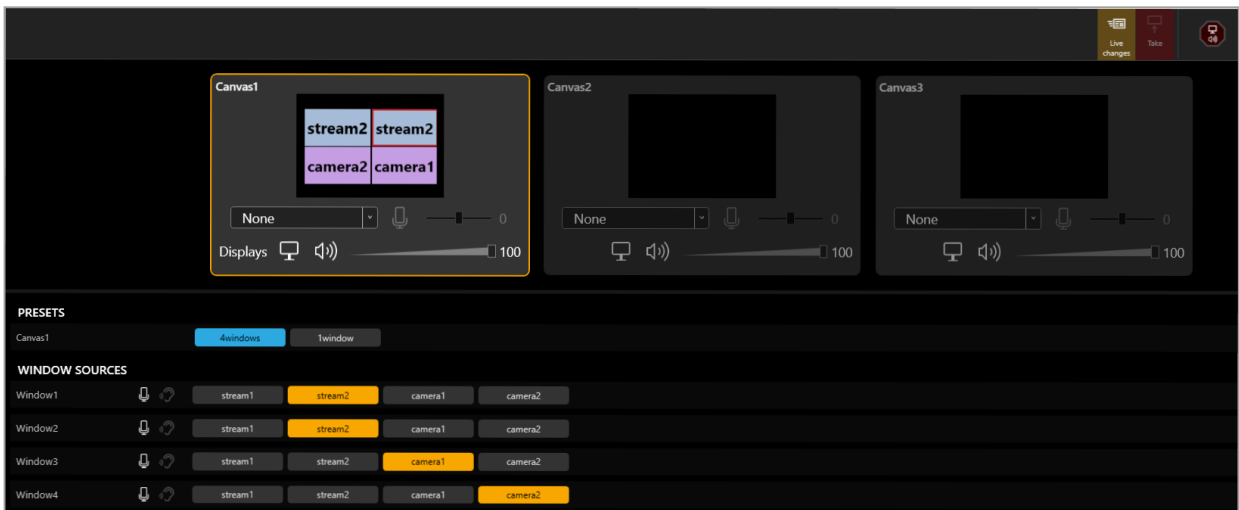 Live changes
Take
Canvas1
Canvas2
Canvas3
stream2 stream2
camera2 camera1
None 0
None 0
None 0
Displays 100
100
100
PRESETS
Canvas1 4windows 1window
WINDOW SOURCES
Window1 stream1 stream2 camera1 camera2
Window2 stream1 stream2 camera1 camera2
Window3 stream1 stream2 camera1 camera2
Window4 stream1 stream2 camera1 camera2